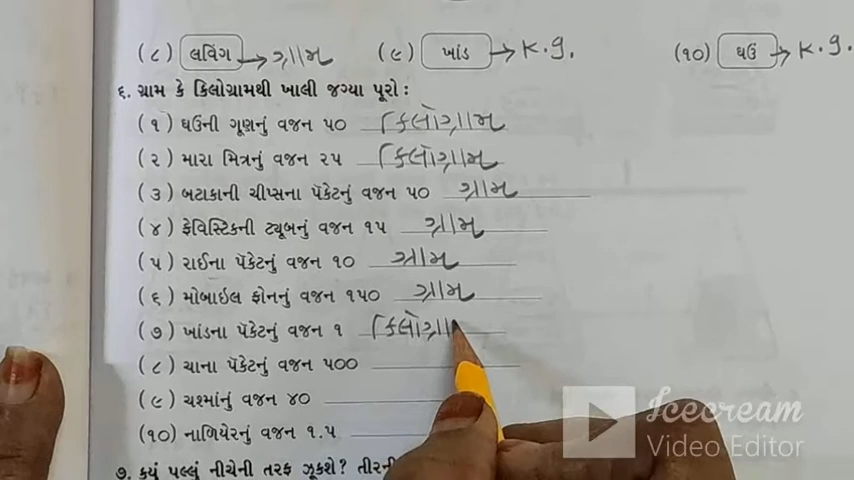 (૮) લવિંગ → ગ્રામ (૯) ખાંડ → K.g. (૧૦) ઘઉં → K.g.
૬. ગ્રામ કે કિલોગ્રામથી ખાલી જગ્યા પૂરો :
(૧) ઘઉંની ગૂણનું વજન ૫૦ કિલોગ્રામ
(૨) મારા મિત્રનું વજન ૨૫ કિલોગ્રામ
(૩) બટાકાની ચીપ્સના પૅકેટનું વજન ૫૦ ગ્રામ
(૪) ફેવિસ્ટિકની ટ્યૂબનું વજન ૧૫ ગ્રામ
(૫) રાઈના પૅકેટનું વજન ૧૦ ગ્રામ
(૬) મોબાઇલ ફોનનું વજન ૧૫૦ ગ્રામ
(૭) ખાંડના પૅકેટનું વજન ૧ કિલોગ્રા
(૮) ચાના પૅકેટનું વજન ૫૦૦
(૯) ચશ્માંનું વજન ૪૦
(૧૦) નાળિયેરનું વજન ૧.૫
૭. કયું પલ્લું નીચેની તરફ ઝૂકશે?
Icecream
Video Editor